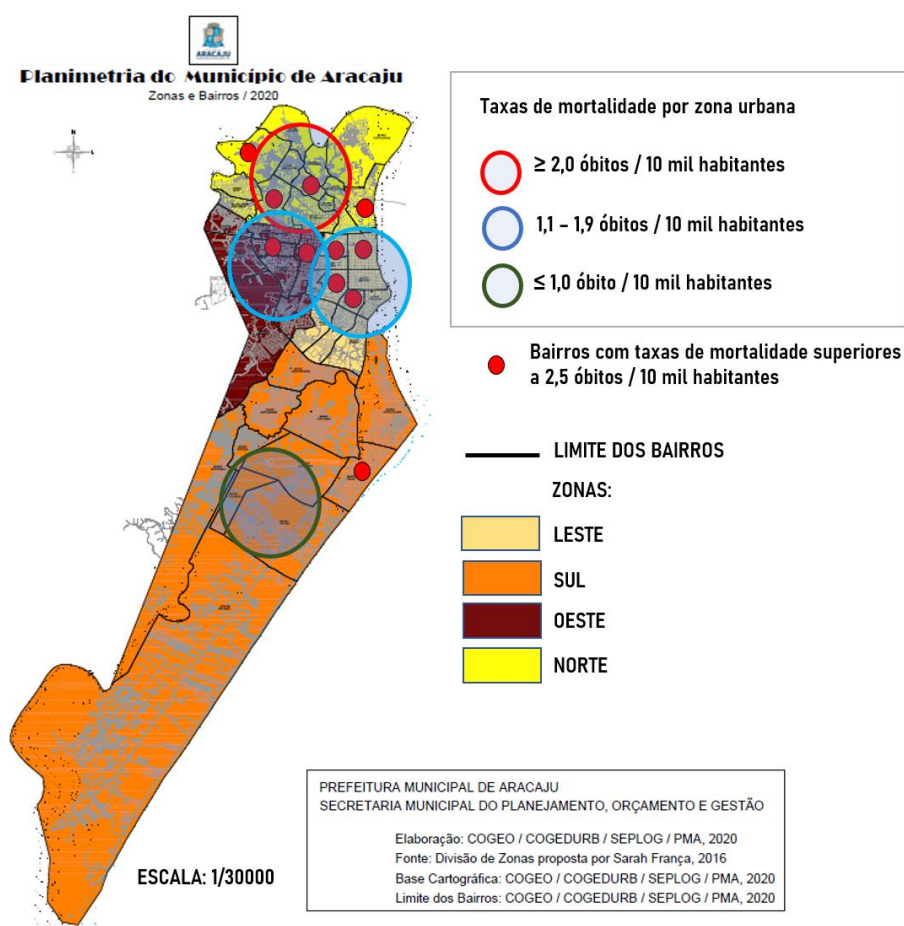 ARACAJU
Planimetria do Município de Aracaju
Zonas e Bairros / 2020
N
L
Taxas de mortalidade por zona urbana
≥ 2,0 óbitos / 10 mil habitantes
1,1 – 1,9 óbitos / 10 mil habitantes
≤ 1,0 óbito / 10 mil habitantes
Bairros com taxas de mortalidade superiores
a 2,5 óbitos / 10 mil habitantes
LIMITE DOS BAIRROS
ZONAS:
LESTE
SUL
OESTE
NORTE
ESCALA: 1/30000
PREFEITURA MUNICIPAL DE ARACAJU
SECRETARIA MUNICIPAL DO PLANEJAMENTO, ORÇAMENTO E GESTÃO
Elaboração: COGEO / COGEDURB / SEPLOG / PMA, 2020
Fonte: Divisão de Zonas proposta por Sarah França, 2016
Base Cartográfica: COGEO / COGEDURB / SEPLOG / PMA, 2020
Limite dos Bairros: COGEO / COGEDURB / SEPLOG / PMA, 2020